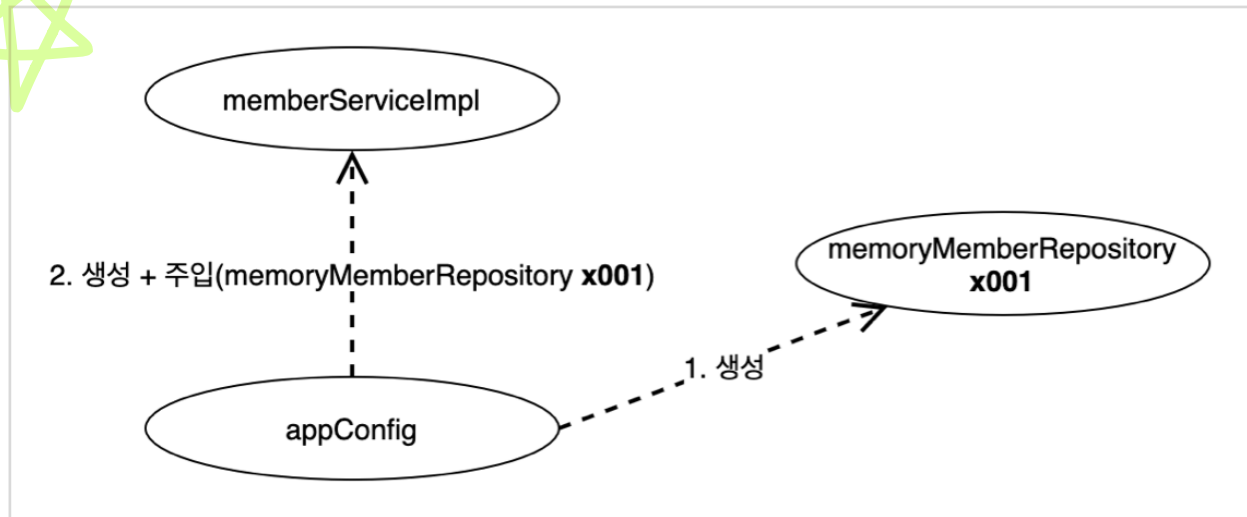 memberServiceImpl
memoryMemberRepository
x001
2. 생성 + 주입(memoryMemberRepository x001)
1. 생성
appConfig